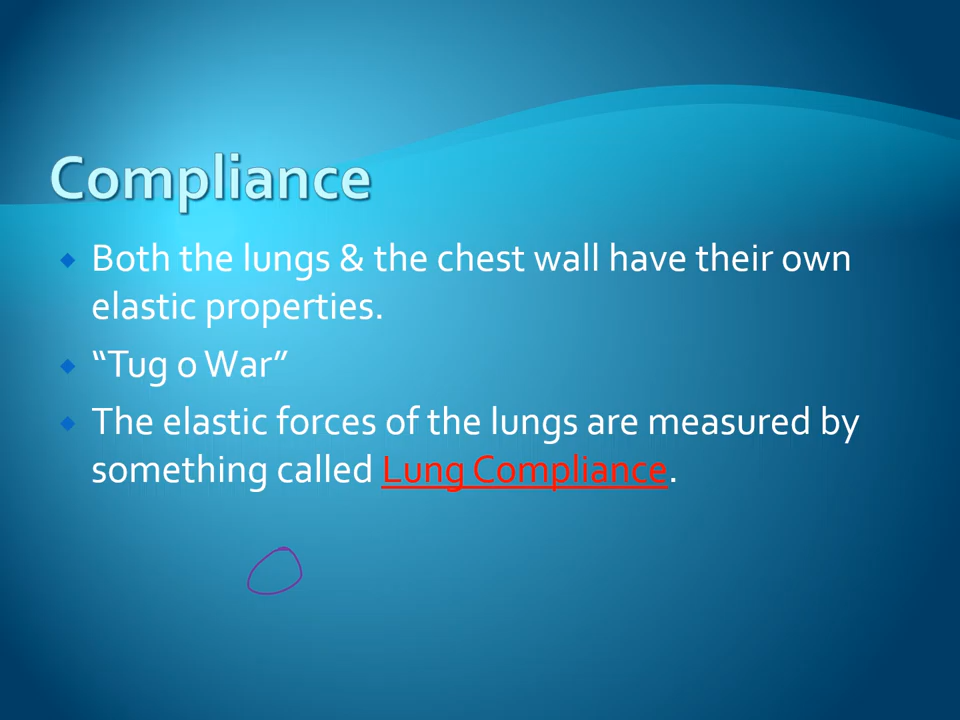 Compliance
Both the lungs & the chest wall have their own
elastic properties.
“Tug o War”
The elastic forces of the lungs are measured by
something called Lung Compliance.